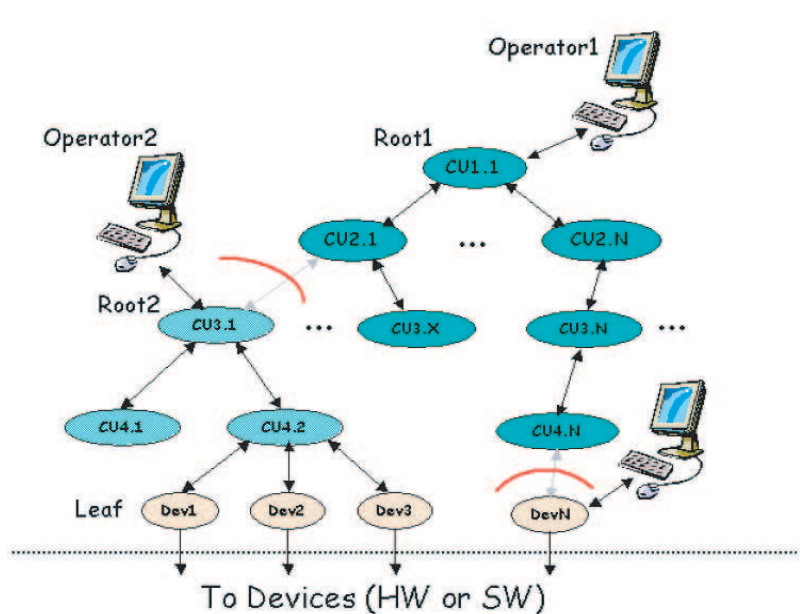 Operator1
Operator2
Root1
CU1.1
CU2.1
...
CU2.N
Root2
CU3.1
...
CU3.X
CU3.N
...
CU4.1
CU4.2
CU4.N
Leaf
Dev1
Dev2
Dev3
DevN
To Devices (HW or SW)